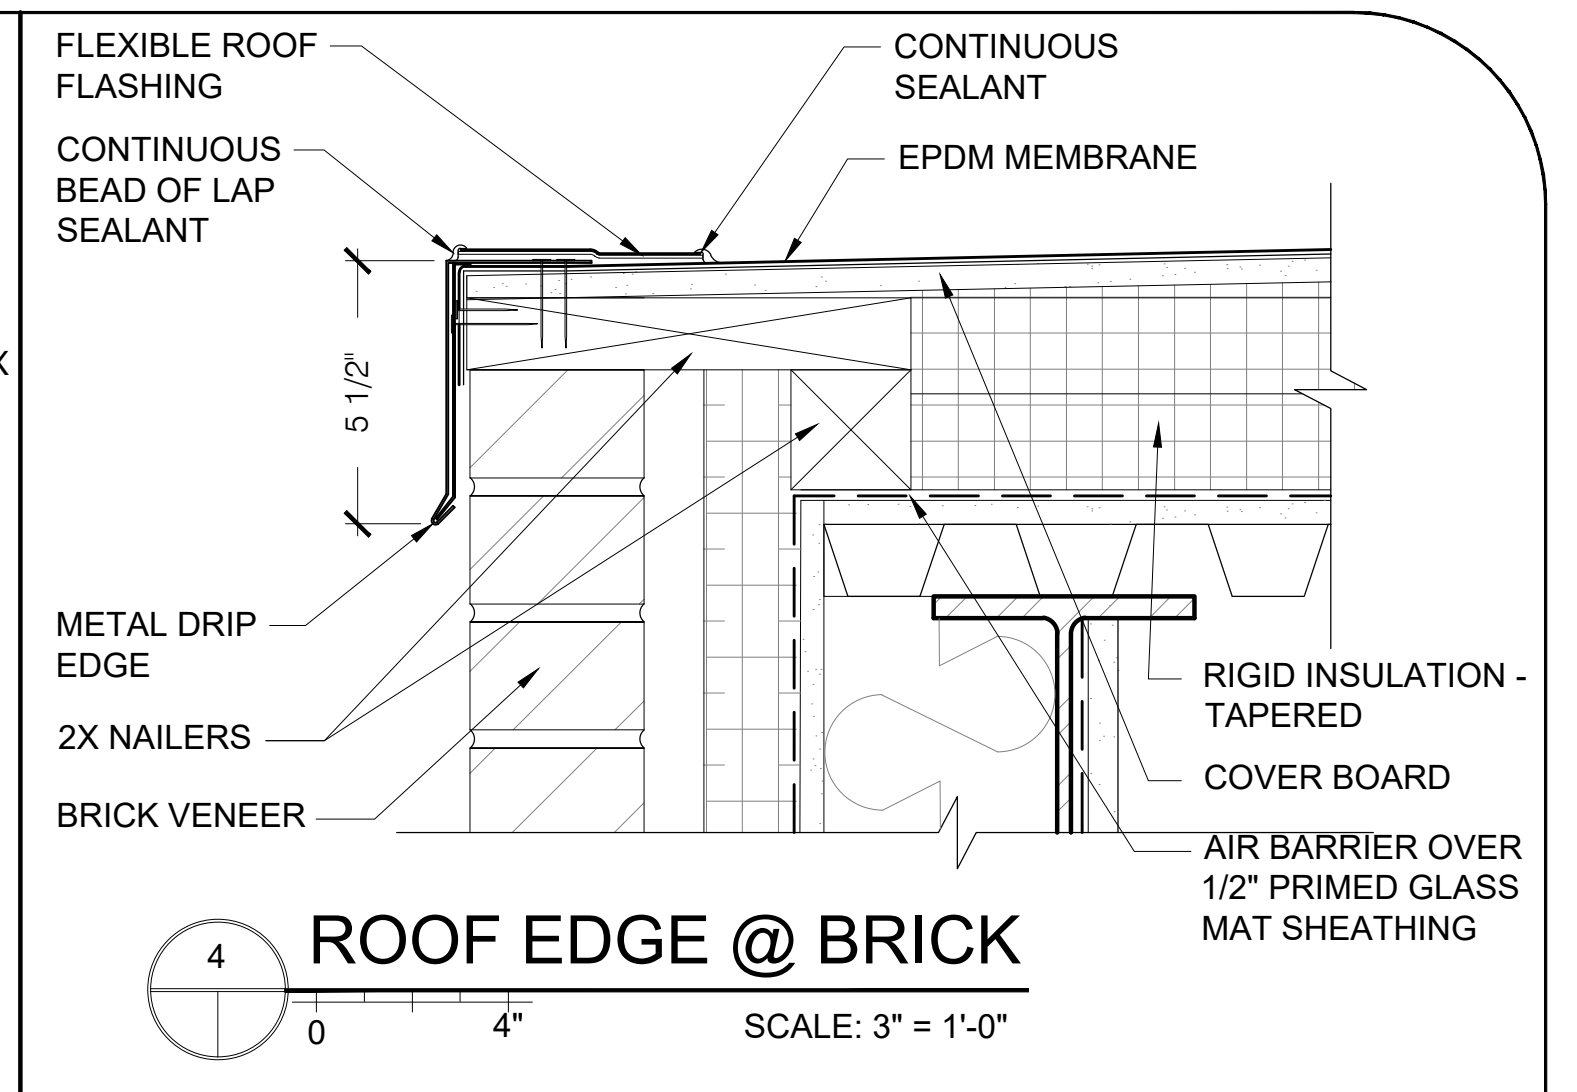 FLEXIBLE ROOF
FLASHING
CONTINUOUS
BEAD OF LAP
SEALANT
CONTINUOUS
SEALANT
EPDM MEMBRANE
X
5 1/2"
METAL DRIP
EDGE
2X NAILERS
BRICK VENEER
RIGID INSULATION -
TAPERED
COVER BOARD
AIR BARRIER OVER
1/2" PRIMED GLASS
MAT SHEATHING
4
ROOF EDGE @ BRICK
0
4"
SCALE: 3" = 1'-0"